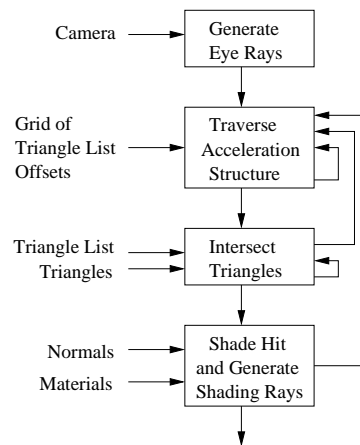 Camera
Generate
Eye Rays
Grid of
Triangle List
Offsets
Traverse
Acceleration
Structure
Triangle List
Triangles
Intersect
Triangles
Normals
Materials
Shade Hit
and Generate
Shading Rays